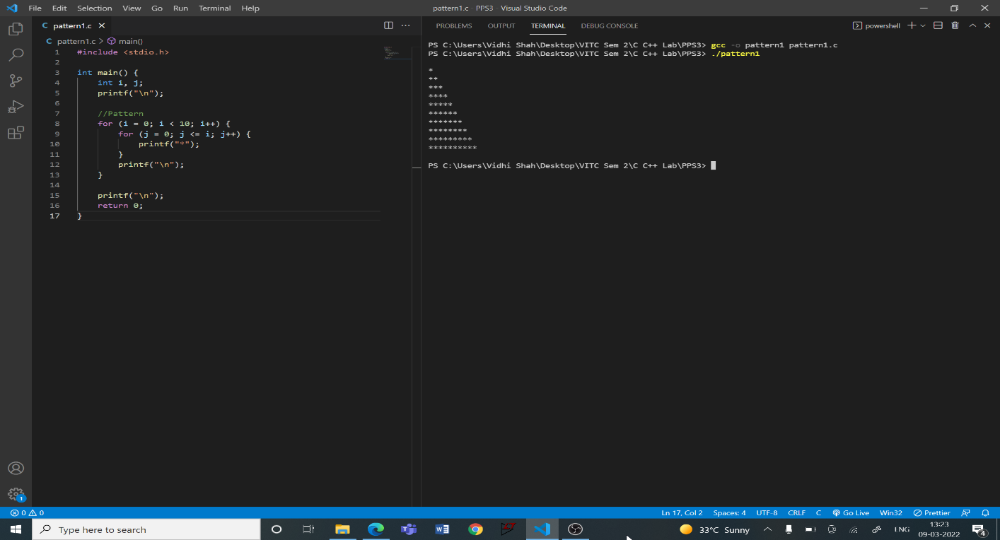 File Edit Selection View Go Run Terminal Help
pattern1.c - PPS3 - Visual Studio Code
C pattern1.c
PROBLEMS OUTPUT TERMINAL DEBUG CONSOLE
powershell
C pattern1.c > main()
1 #include <stdio.h>
2
3 int main() {
4     int i, j;
5     printf("\n");
6
7     //Pattern
8     for (i = 0; i < 10; i++) {
9         for (j = 0; j <= i; j++) {
10             printf("*");
11         }
12         printf("\n");
13     }
14
15     printf("\n");
16     return 0;
17 }
PS C:\Users\Vidhi Shah\Desktop\VITC Sem 2\C C++ Lab\PPS3> gcc -o pattern1 pattern1.c
PS C:\Users\Vidhi Shah\Desktop\VITC Sem 2\C C++ Lab\PPS3> ./pattern1
*
**
***
****
*****
******
*******
********
*********
**********
PS C:\Users\Vidhi Shah\Desktop\VITC Sem 2\C C++ Lab\PPS3>
1
0 0
Ln 17, Col 2 Spaces: 4 UTF-8 CRLF C Go Live Win32 Prettier
Type here to search
33°C Sunny
ENG
13:23
09-03-2022
4